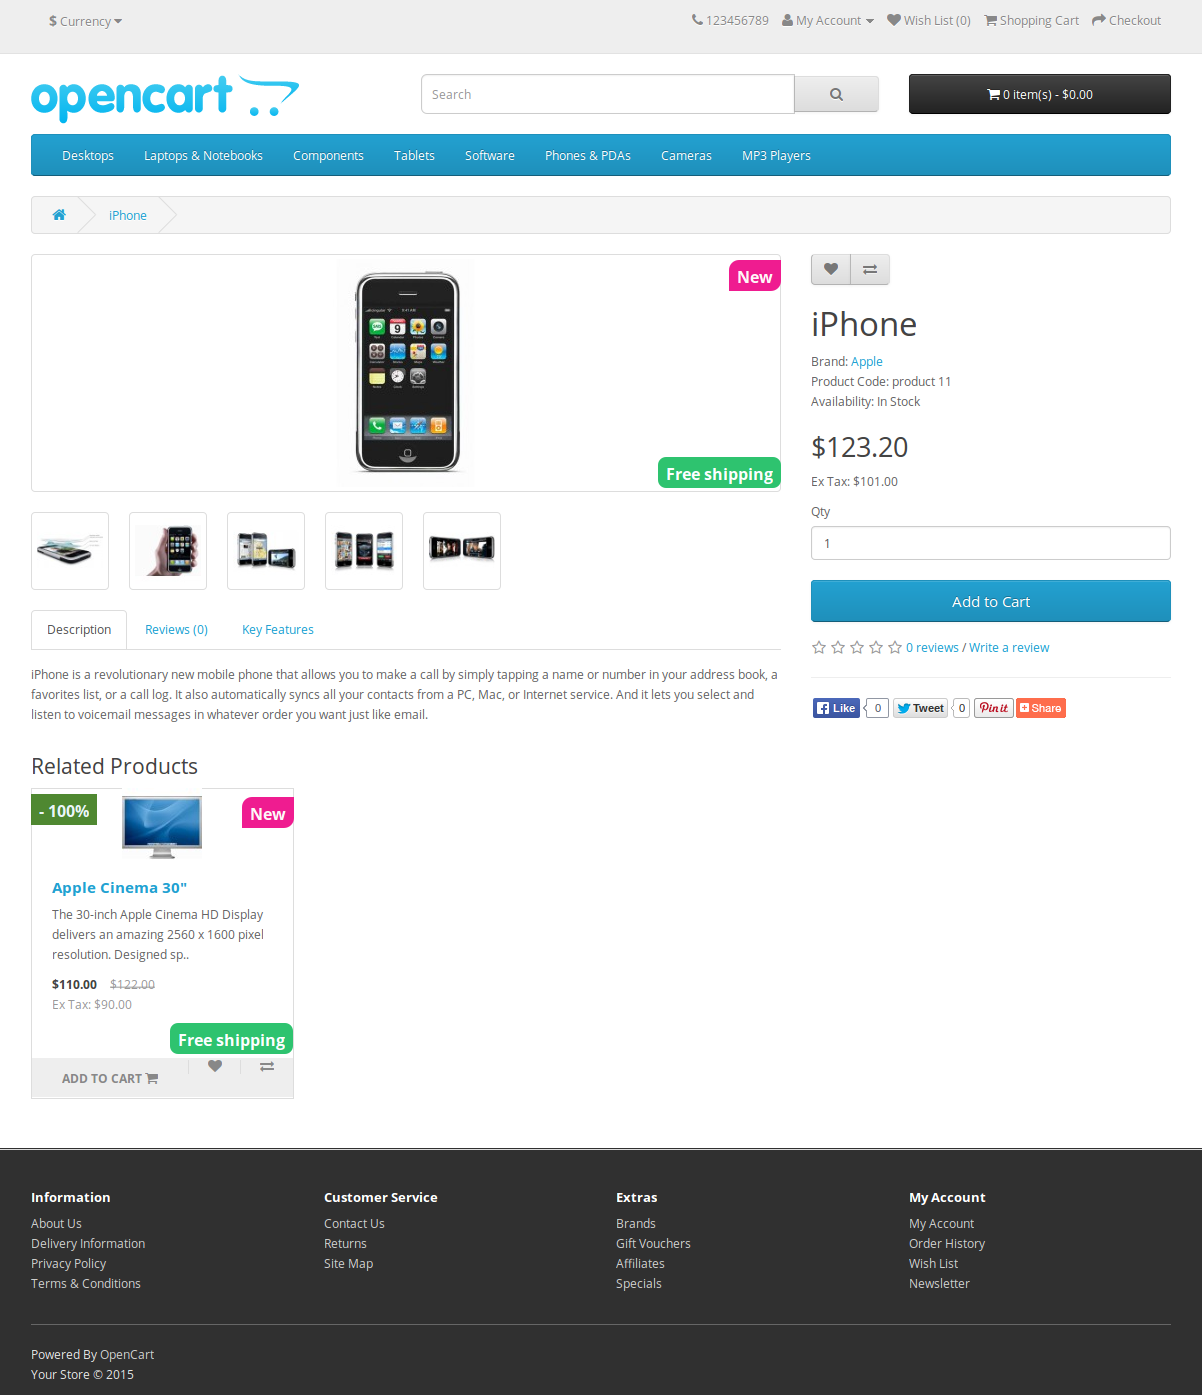 $ Currency
123456789 My Account Wish List (0) Shopping Cart Checkout
opencart
Search
0 item(s) - $0.00
Desktops Laptops & Notebooks Components Tablets Software Phones & PDAs Cameras MP3 Players
iPhone
New
Free shipping
iPhone
Brand: Apple
Product Code: product 11
Availability: In Stock
$123.20
Ex Tax: $101.00
Qty
1
Add to Cart
0 reviews / Write a review
Like 0 Tweet 0 Pin it Share
Description Reviews (0) Key Features
iPhone is a revolutionary new mobile phone that allows you to make a call by simply tapping a name or number in your address book, a
favorites list, or a call log. It also automatically syncs all your contacts from a PC, Mac, or Internet service. And it lets you select and
listen to voicemail messages in whatever order you want just like email.
Related Products
- 100%
New
Apple Cinema 30"
The 30-inch Apple Cinema HD Display
delivers an amazing 2560 x 1600 pixel
resolution. Designed sp..
$110.00 $122.00
Ex Tax: $90.00
Free shipping
ADD TO CART
Information
About Us
Delivery Information
Privacy Policy
Terms & Conditions
Customer Service
Contact Us
Returns
Site Map
Extras
Brands
Gift Vouchers
Affiliates
Specials
My Account
My Account
Order History
Wish List
Newsletter
Powered By OpenCart
Your Store © 2015